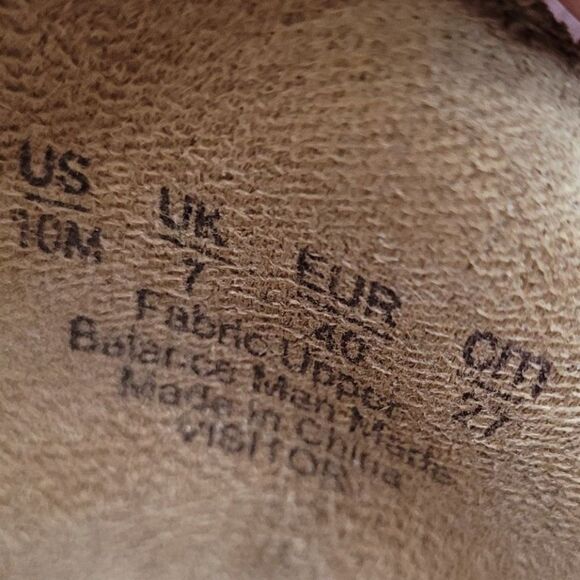 US UK EUR cm
10M 7 40 27
Fabric Upper
Balance Man Made
Made in China
VISITOR